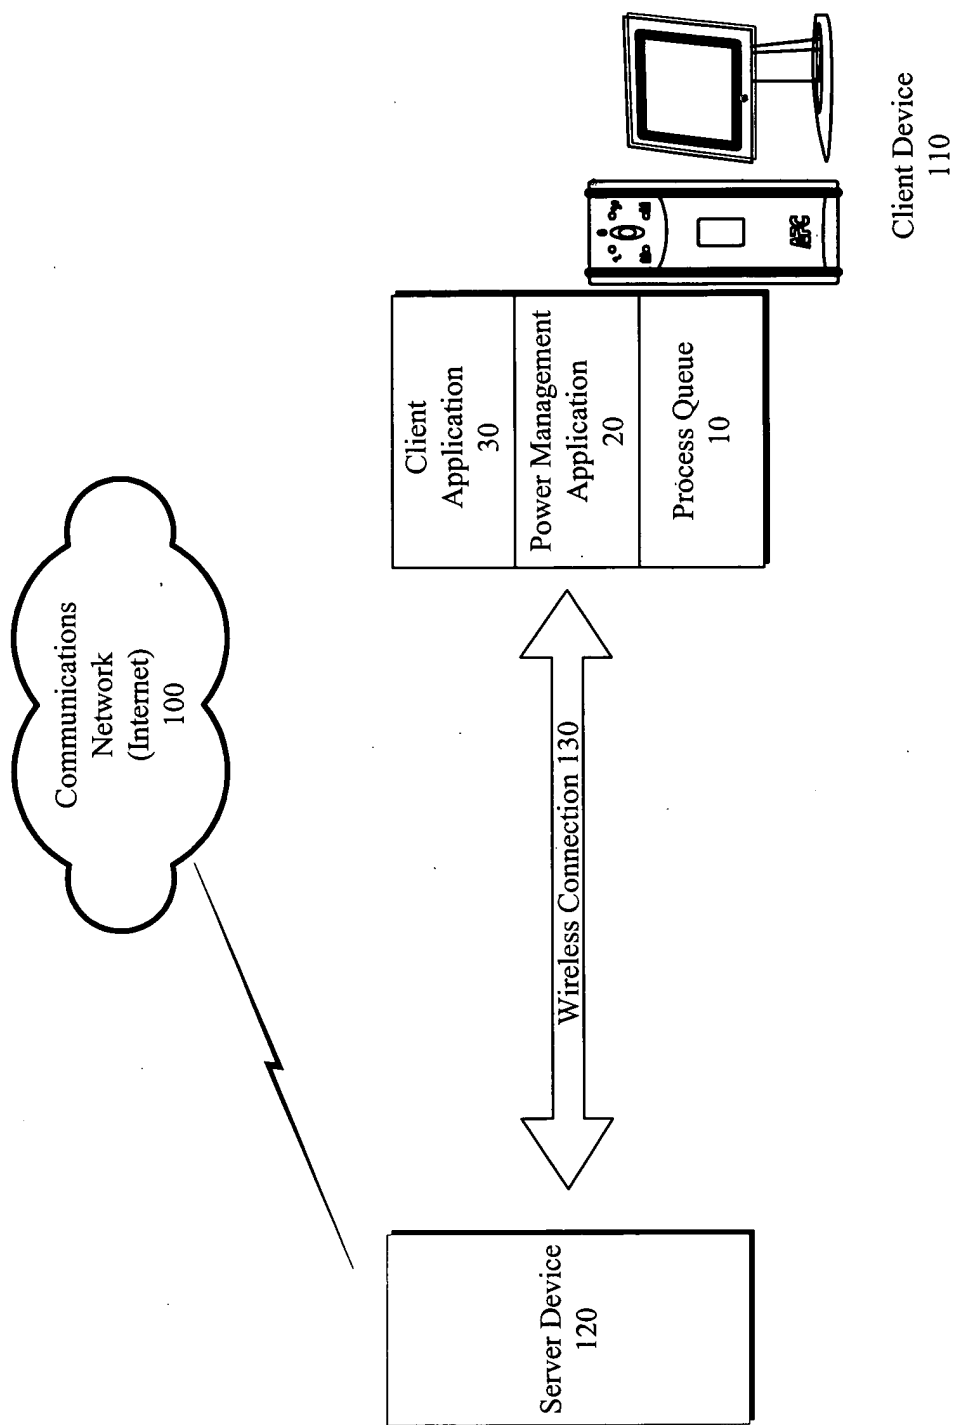 Communications
Network
(Internet)
100
Server Device
120
Wireless Connection 130
Client
Application
30
Power Management
Application
20
Process Queue
10
APC
Client Device
110